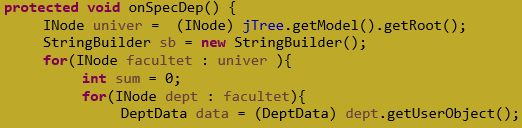 protected void onSpecDep() {
INode univer =  (INode) jTree.getModel().getRoot();
StringBuilder sb = new StringBuilder();
for(INode facultet : univer ){
int sum = 0;
for(INode dept : facultet){
DeptData data = (DeptData) dept.getUserObject();